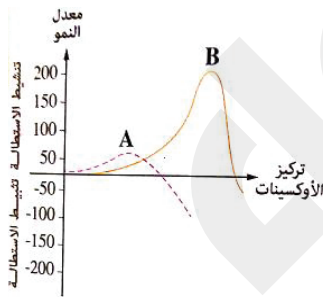 معدل
النمو
B
A
200
150
100
50
-50
-100
-150
-200
تنشيط الاستطالة
تثبيط الاستطالة
تركيز
الأوكسينات